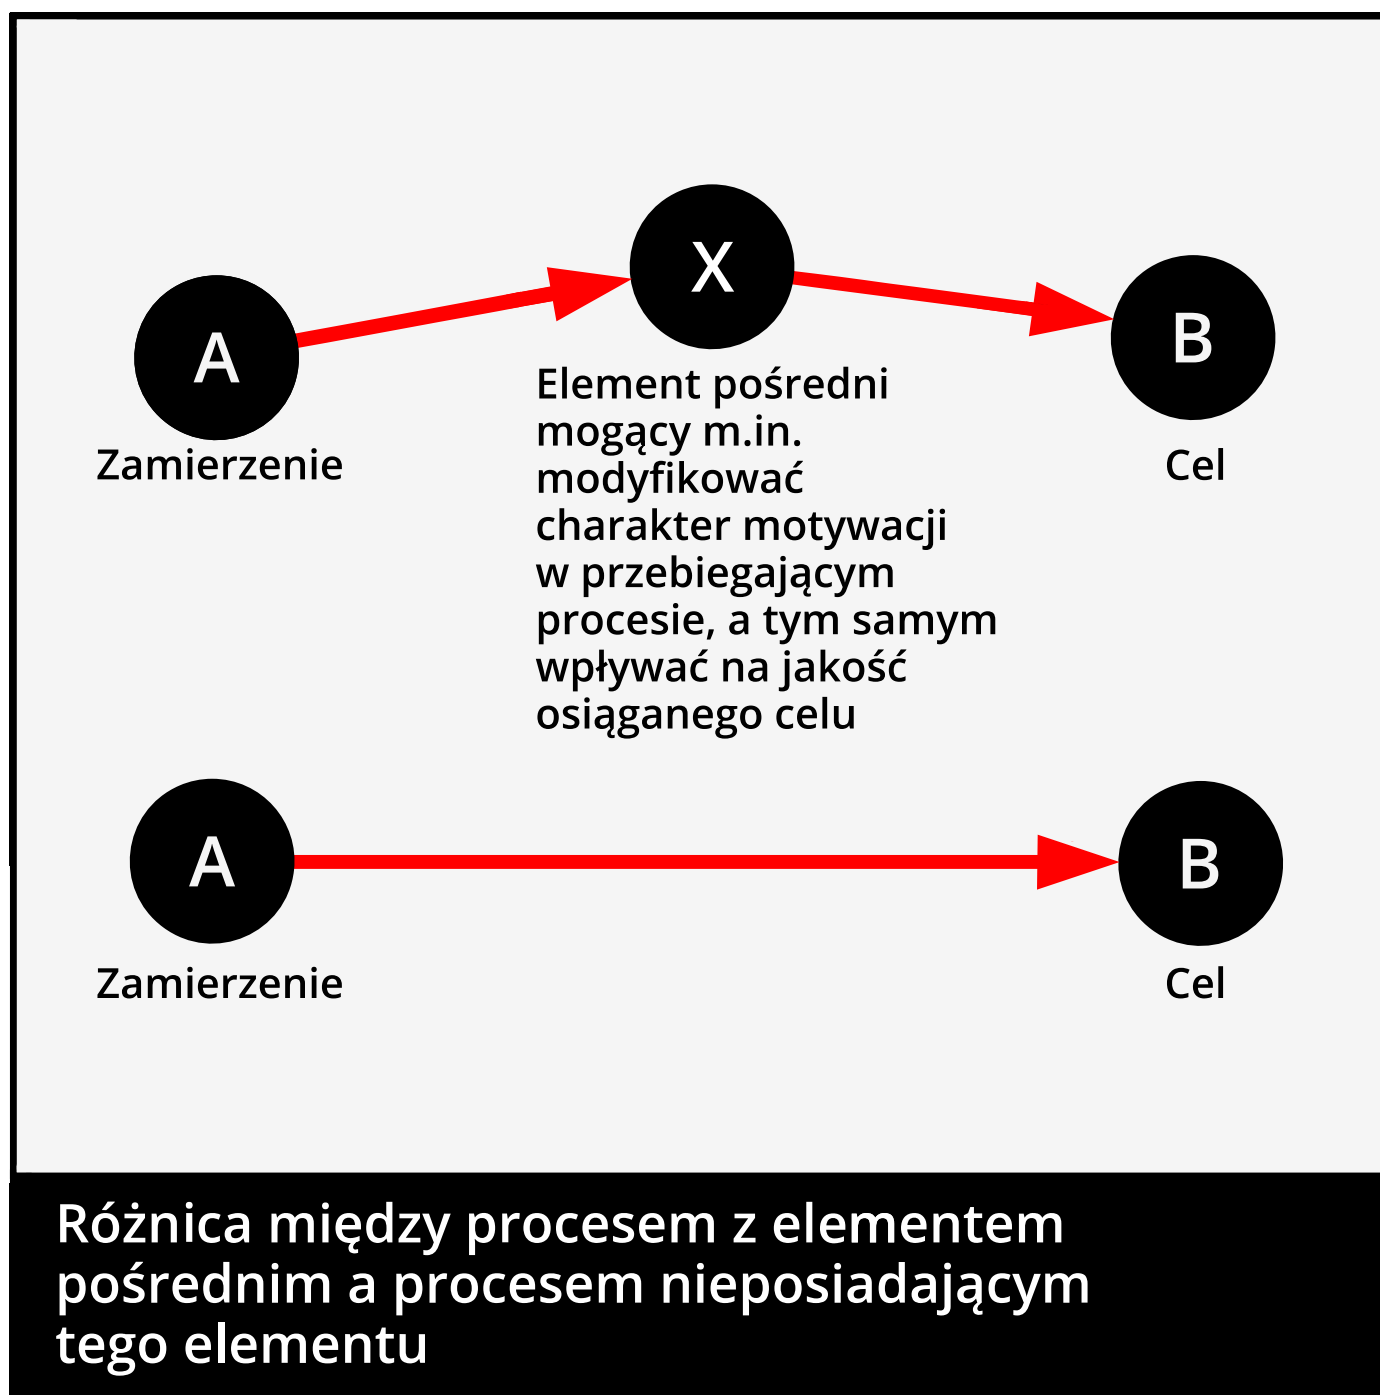 A
X
B
Zamierzenie
Element pośredni
mogący m.in.
modyfikować
charakter motywacji
w przebiegającym
procesie, a tym samym
wpływać na jakość
osiąganego celu
Cel
A
B
Zamierzenie
Cel
Różnica między procesem z elementem
pośrednim a procesem nieposiadającym
tego elementu